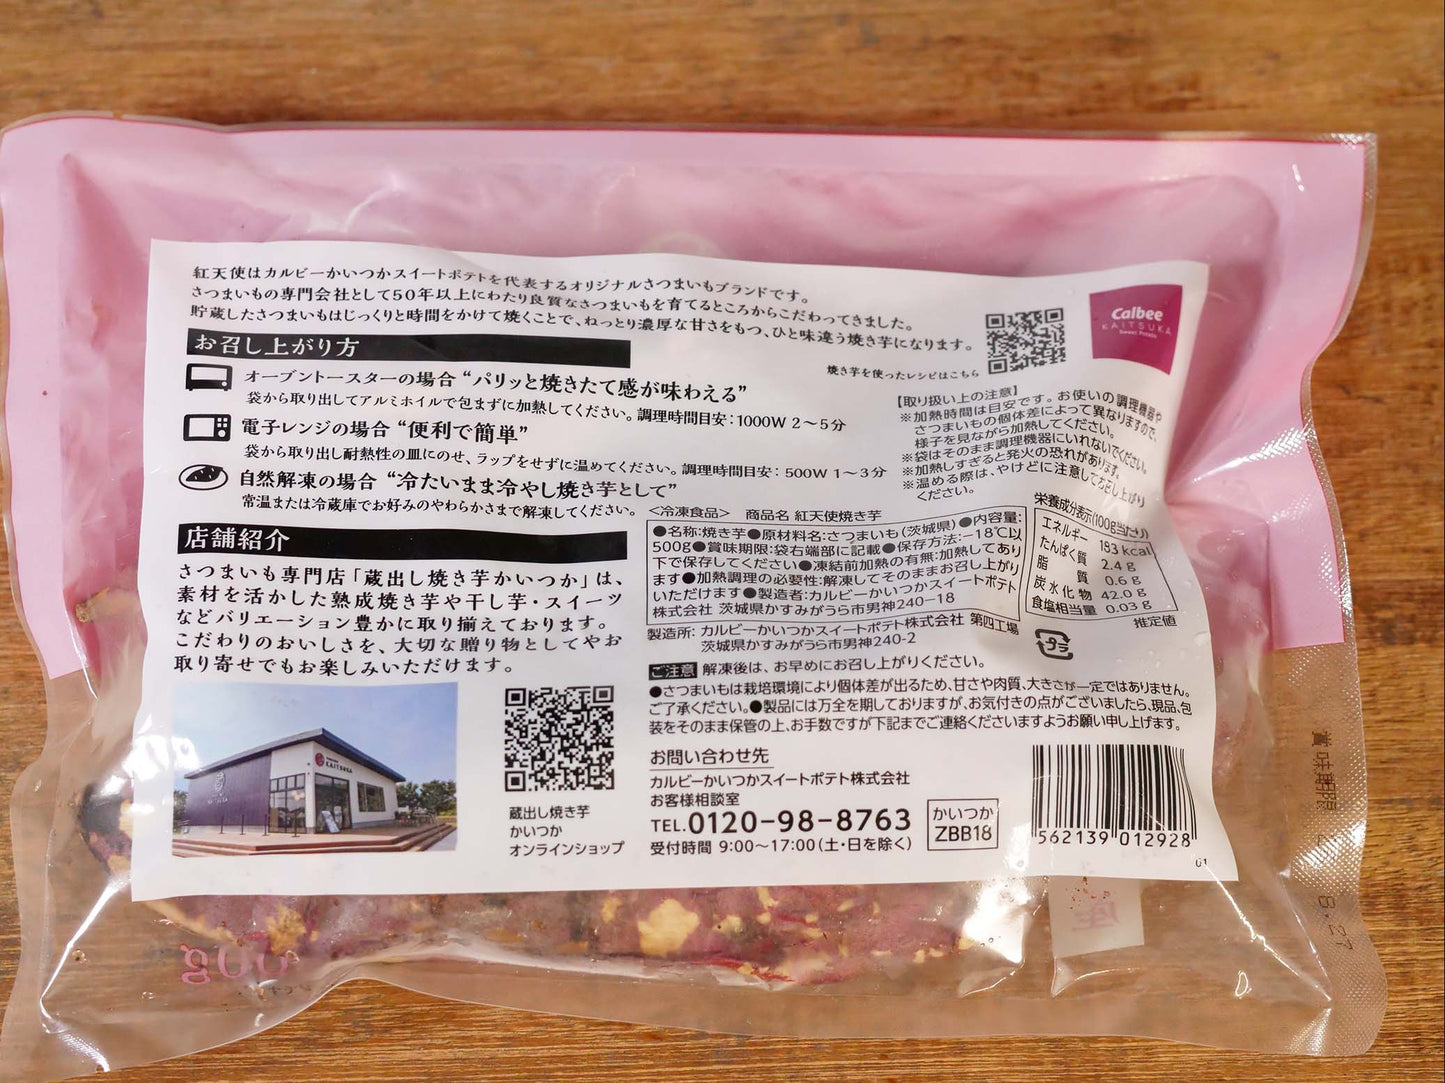 紅天使はカルビーかいつかスイートポテトを代表するオリジナルさつまいもブランドです。
さつまいもの専門会社として50年以上にわたり良質なさつまいもを育てるところからこだわってきました。
貯蔵したさつまいもはじっくりと時間をかけて焼くことで、ねっとり濃厚な甘さをもつ、ひと味違う焼き芋になります。
焼き芋を使ったレシピはこちら
Calbee
KAITSUKA
Sweet Potato
お召し上がり方
オーブントースターの場合“パリッと焼きたて感が味わえる”
袋から取り出してアルミホイルで包まずに加熱してください。調理時間目安：1000W 2～5分
電子レンジの場合“便利で簡単”
袋から取り出し耐熱性の皿にのせ、ラップをせずに温めてください。調理時間目安：500W 1～3分
自然解凍の場合“冷たいまま冷やし焼き芋として”
常温または冷蔵庫でお好みのやわらかさまで解凍してください。
【取り扱い上の注意】
※加熱時間は目安です。お使いの調理機器や
さつまいもの個体差によって異なりますので、
様子を見ながら加熱してください。
※袋はそのまま調理機器にいれないでください。
※加熱しすぎると発火の恐れがあります。
※温める際は、やけどに注意してお召し上がり
ください。
店舗紹介
さつまいも専門店「蔵出し焼き芋かいつか」は、
素材を活かした熟成焼き芋や干し芋・スイーツ
などバリエーション豊かに取り揃えております。
こだわりのおいしさを、大切な贈り物としてやお
取り寄せでもお楽しみいただけます。
KAITSUKA
蔵出し焼き芋
かいつか
オンラインショップ
<冷凍食品> 商品名 紅天使焼き芋
●名称:焼き芋●原材料名:さつまいも(茨城県)●内容量:
500g●賞味期限:袋右端部に記載●保存方法:−18℃以
下で保存してください●凍結前加熱の有無:加熱してあり
ます●加熱調理の必要性:解凍してそのままお召し上がり
いただけます●製造者:カルビーかいつかスイートポテト
株式会社 茨城県かすみがうら市男神240−18
製造所: カルビーかいつかスイートポテト株式会社 第四工場
茨城県かすみがうら市男神240-2
栄養成分表示(100g当たり)
エネルギー 183 kcal
たんぱく質 2.4 g
脂質 0.6 g
炭水化物 42.0 g
食塩相当量 0.03 g
推定値
プラ
ご注意 解凍後は、お早めにお召し上がりください。
●さつまいもは栽培環境により個体差が出るため、甘さや肉質、大きさが一定ではありません。
ご了承ください。●製品には万全を期しておりますが、お気付きの点がございましたら、現品、包
装をそのまま保管の上、お手数ですが下記までご連絡くださいますようお願い申し上げます。
お問い合わせ先
カルビーかいつかスイートポテト株式会社
お客様相談室
TEL.0120-98-8763
受付時間 9:00～17:00(土・日を除く)
かいつか
ZBB18
562139 012928
01
賞味期限
8.27